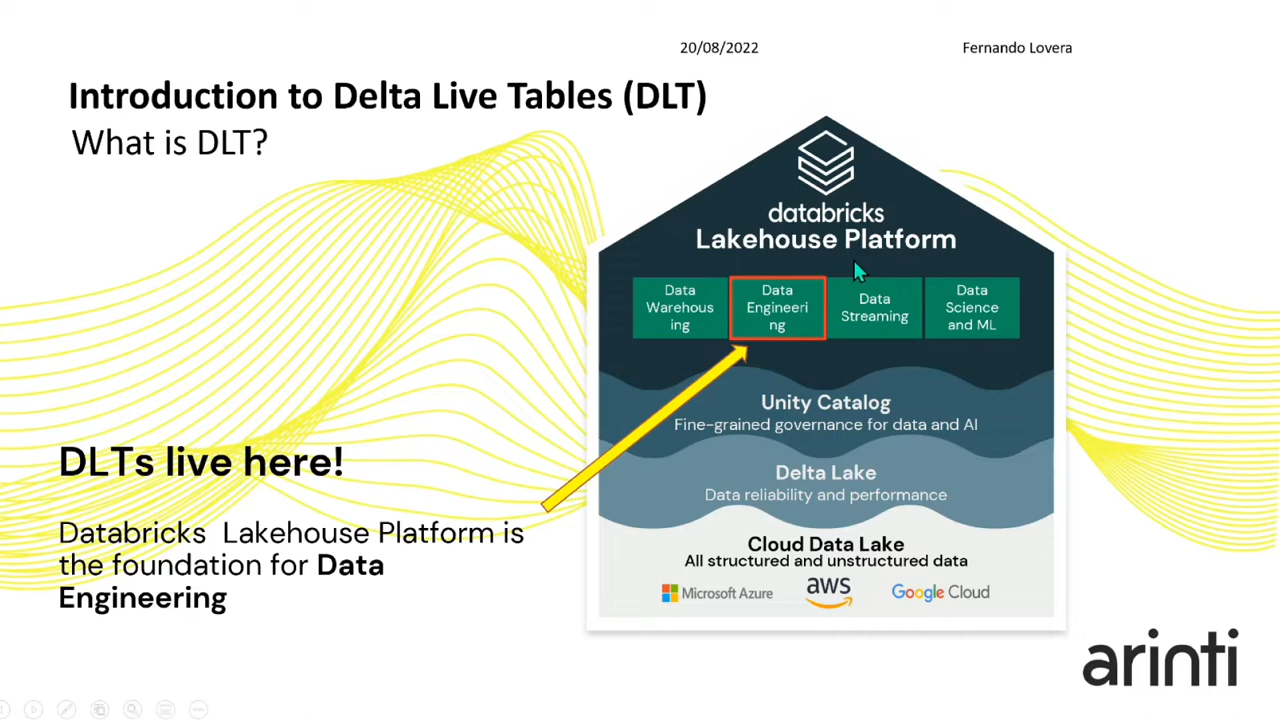 20/08/2022
Fernando Lovera
Introduction to Delta Live Tables (DLT)
What is DLT?
databricks
Lakehouse Platform
Data
Warehous
ing
Data
Engineeri
ng
Data
Streaming
Data
Science
and ML
Unity Catalog
Fine-grained governance for data and AI
Delta Lake
Data reliability and performance
Cloud Data Lake
All structured and unstructured data
Microsoft Azure
aws
Google Cloud
DLTs live here!
Databricks Lakehouse Platform is
the foundation for Data
Engineering
arinti